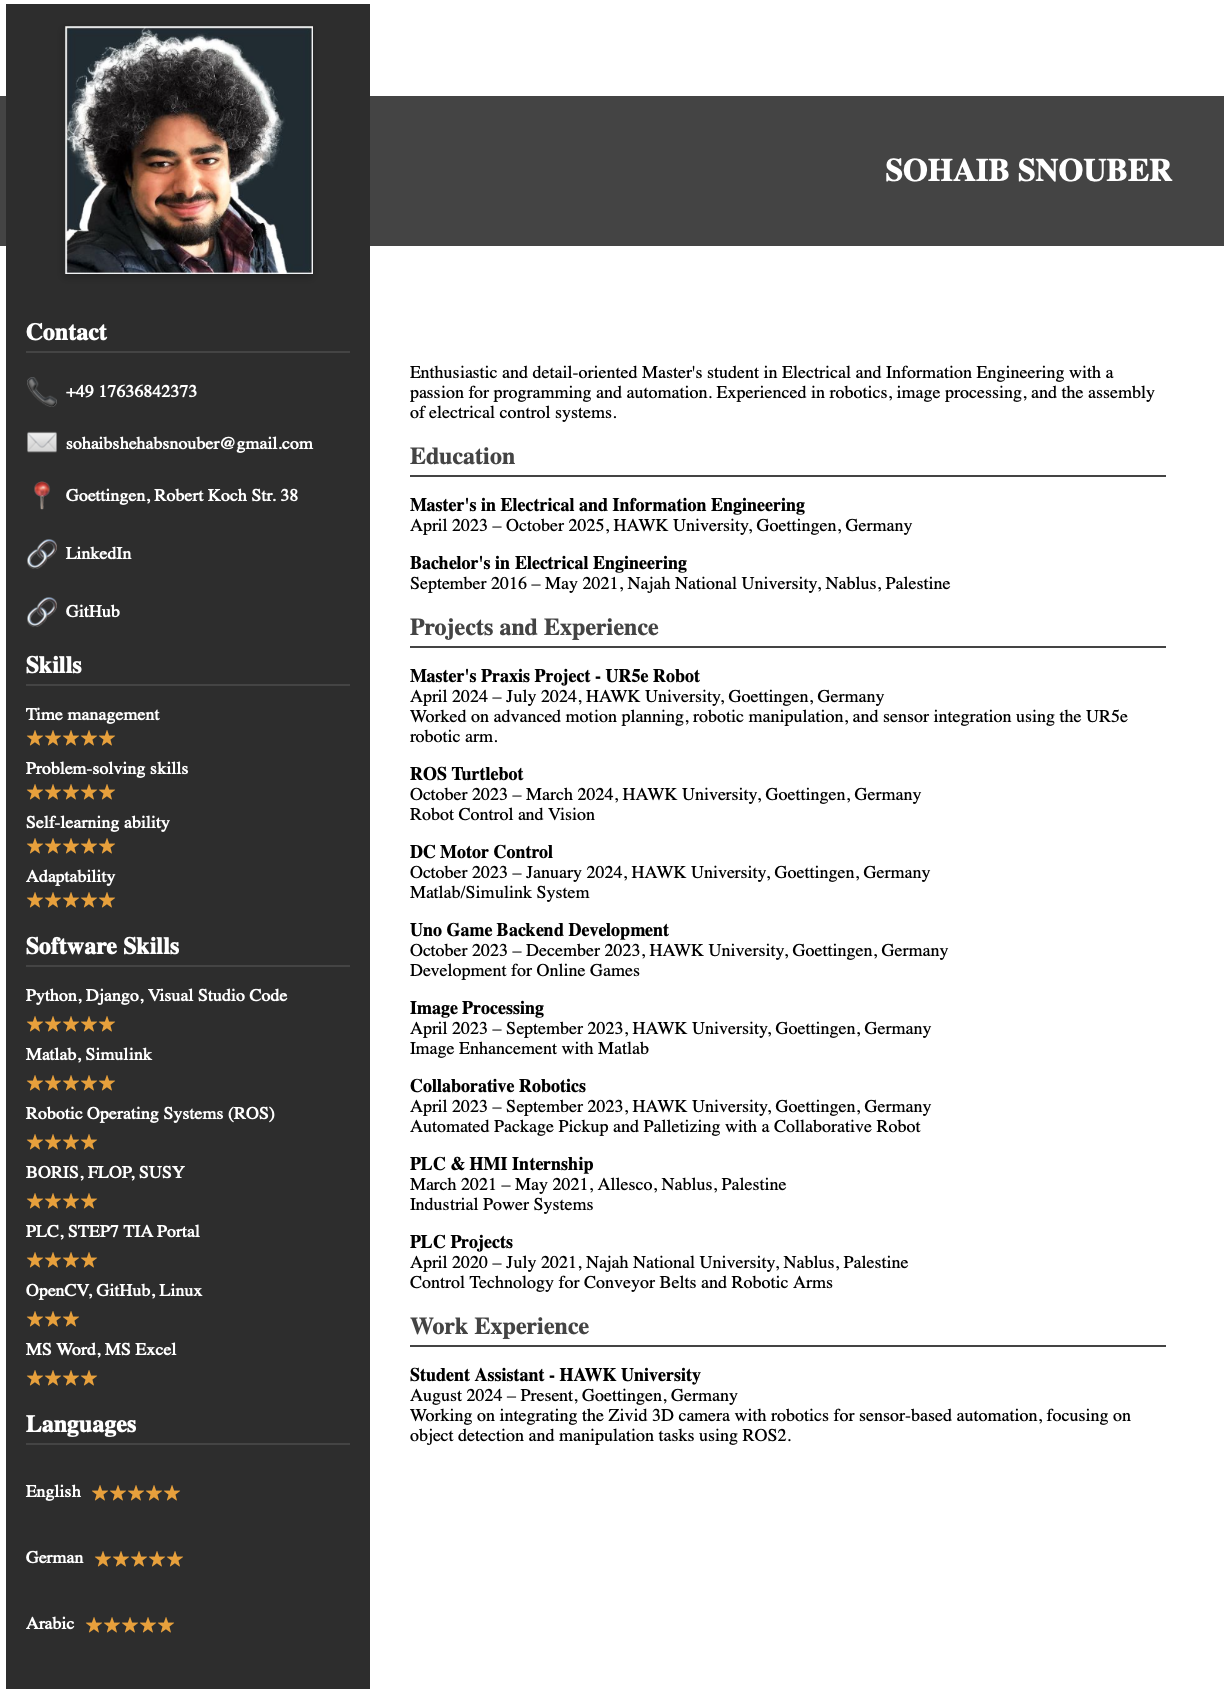 SOHAIB SNOUBER
Contact
+49 17636842373
sohaibshehabsnouber@gmail.com
Goettingen, Robert Koch Str. 38
LinkedIn
GitHub
Skills
Time management
★★★★★
Problem-solving skills
★★★★★
Self-learning ability
★★★★★
Adaptability
★★★★★
Software Skills
Python, Django, Visual Studio Code
★★★★★
Matlab, Simulink
★★★★★
Robotic Operating Systems (ROS)
★★★★
BORIS, FLOP, SUSY
★★★★
PLC, STEP7 TIA Portal
★★★★
OpenCV, GitHub, Linux
★★★
MS Word, MS Excel
★★★★
Languages
English ★★★★★
German ★★★★★
Arabic ★★★★★
Enthusiastic and detail-oriented Master's student in Electrical and Information Engineering with a
passion for programming and automation. Experienced in robotics, image processing, and the assembly
of electrical control systems.
Education
Master's in Electrical and Information Engineering
April 2023 – October 2025, HAWK University, Goettingen, Germany
Bachelor's in Electrical Engineering
September 2016 – May 2021, Najah National University, Nablus, Palestine
Projects and Experience
Master's Praxis Project - UR5e Robot
April 2024 – July 2024, HAWK University, Goettingen, Germany
Worked on advanced motion planning, robotic manipulation, and sensor integration using the UR5e
robotic arm.
ROS Turtlebot
October 2023 – March 2024, HAWK University, Goettingen, Germany
Robot Control and Vision
DC Motor Control
October 2023 – January 2024, HAWK University, Goettingen, Germany
Matlab/Simulink System
Uno Game Backend Development
October 2023 – December 2023, HAWK University, Goettingen, Germany
Development for Online Games
Image Processing
April 2023 – September 2023, HAWK University, Goettingen, Germany
Image Enhancement with Matlab
Collaborative Robotics
April 2023 – September 2023, HAWK University, Goettingen, Germany
Automated Package Pickup and Palletizing with a Collaborative Robot
PLC & HMI Internship
March 2021 – May 2021, Allesco, Nablus, Palestine
Industrial Power Systems
PLC Projects
April 2020 – July 2021, Najah National University, Nablus, Palestine
Control Technology for Conveyor Belts and Robotic Arms
Work Experience
Student Assistant - HAWK University
August 2024 – Present, Goettingen, Germany
Working on integrating the Zivid 3D camera with robotics for sensor-based automation, focusing on
object detection and manipulation tasks using ROS2.